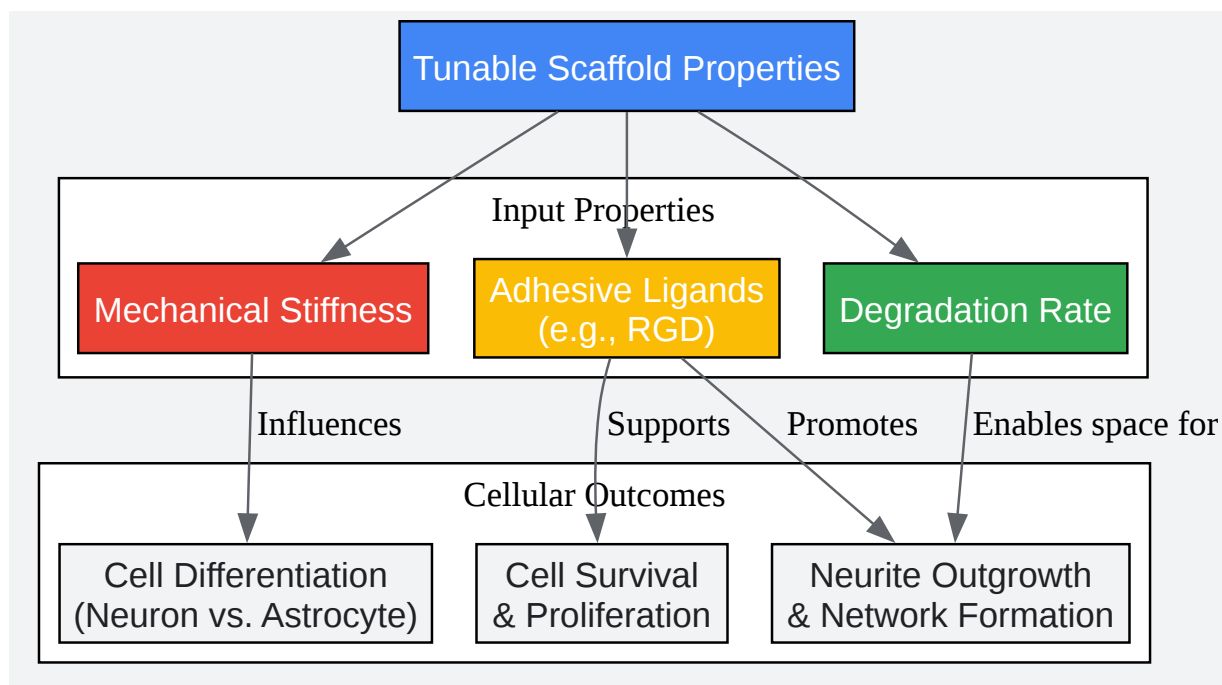 Tunable Scaffold Properties
Input Properties
Mechanical Stiffness
Adhesive Ligands
(e.g., RGD)
Degradation Rate
Influences
Supports
Promotes
Enables space for
Cellular Outcomes
Cell Differentiation
(Neuron vs. Astrocyte)
Cell Survival
& Proliferation
Neurite Outgrowth
& Network Formation